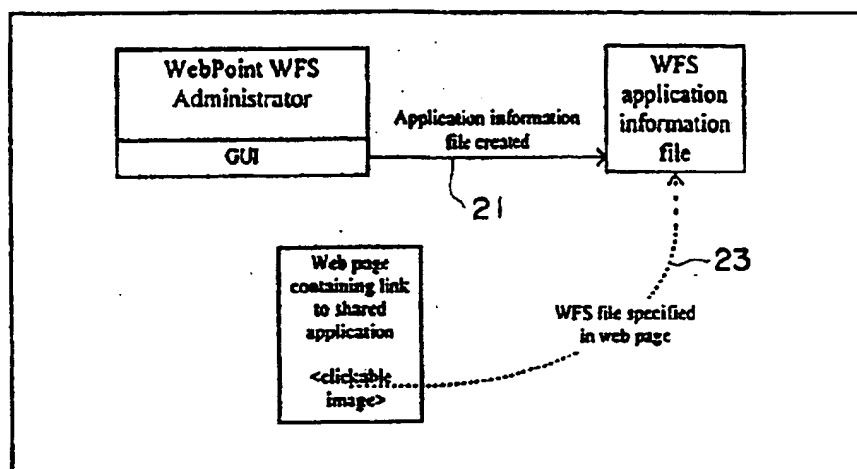 WebPoint WFS
Administrator
GUI
Application information
file created
21
WFS
application
information
file
23
Web page
containing link
to shared
application
<clickable
image>
WFS file specified
in web page